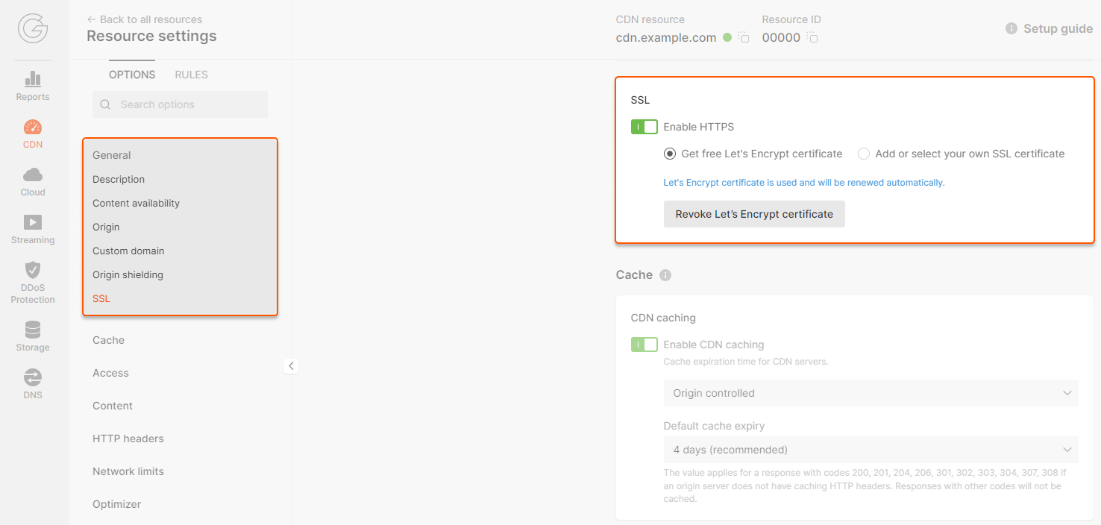 Reports
CDN
Cloud
Streaming
DDoS
Protection
Storage
DNS
← Back to all resources
Resource settings
OPTIONS RULES
Search options
General
Description
Content availability
Origin
Custom domain
Origin shielding
SSL
Cache
Access
Content
HTTP headers
Network limits
Optimizer
CDN resource Resource ID
cdn.example.com 00000
Setup guide
SSL
Enable HTTPS
Get free Let's Encrypt certificate Add or select your own SSL certificate
Let's Encrypt certificate is used and will be renewed automatically.
Revoke Let's Encrypt certificate
Cache
CDN caching
Enable CDN caching
Cache expiration time for CDN servers.
Origin controlled
Default cache expiry
4 days (recommended)
The value applies for a response with codes 200, 201, 204, 206, 301, 302, 303, 304, 307, 308 if
an origin server does not have caching HTTP headers. Responses with other codes will not be
cached.